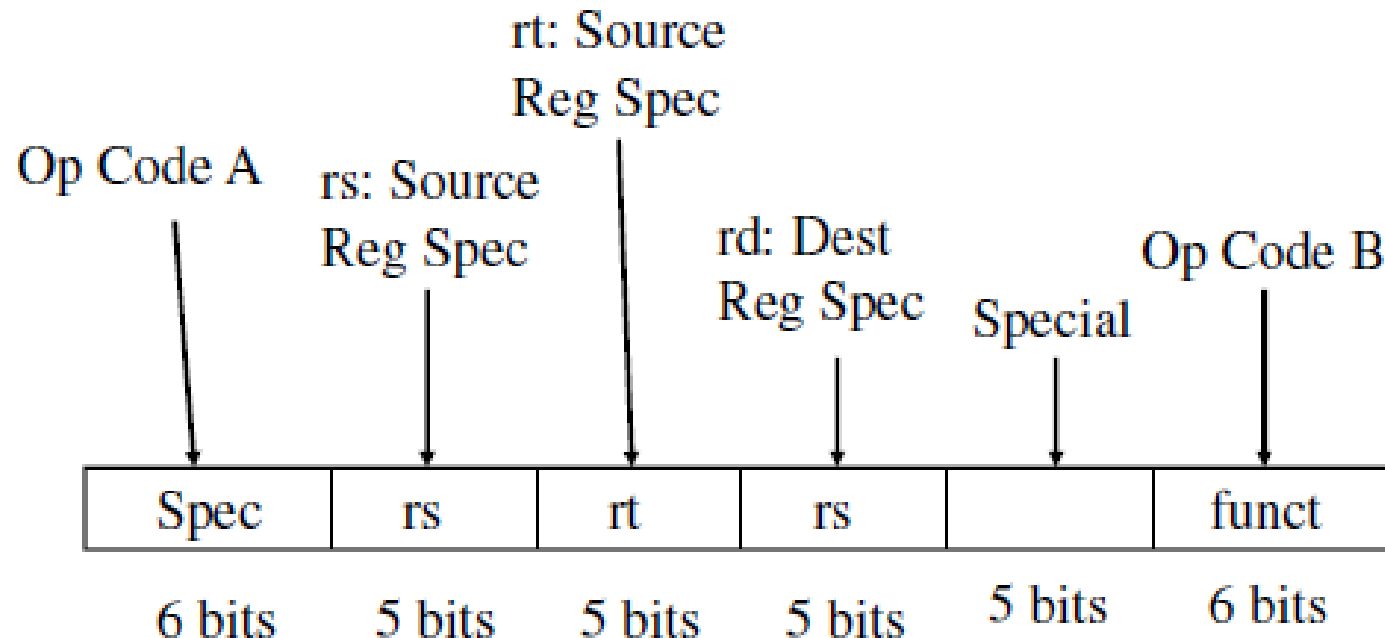 rt: Source
Reg Spec
Op Code A
rs: Source
Reg Spec
rd: Dest
Reg Spec
Special
Op Code B
Spec rs rt rs funct
6 bits 5 bits 5 bits 5 bits 5 bits 6 bits